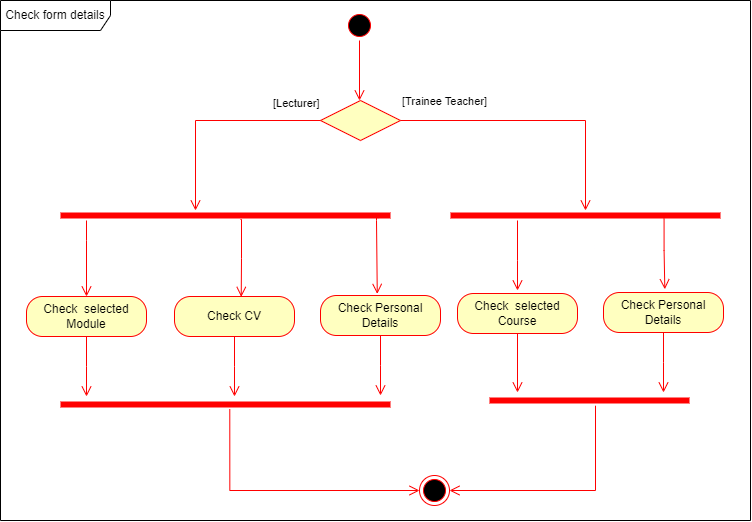 Check form details
[Lecturer]
[Trainee Teacher]
Check selected
Module
Check CV
Check Personal
Details
Check selected
Course
Check Personal
Details